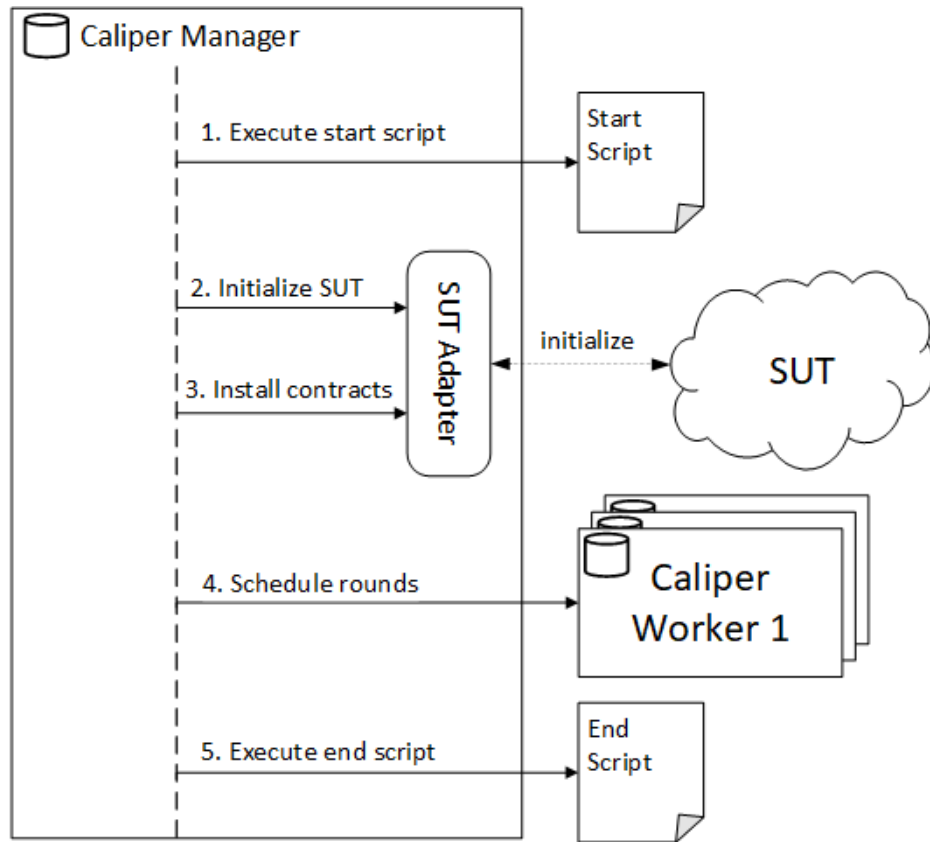 Caliper Manager
1. Execute start script
Start
Script
2. Initialize SUT
SUT Adapter
initialize
SUT
3. Install contracts
4. Schedule rounds
Caliper
Worker 1
5. Execute end script
End
Script